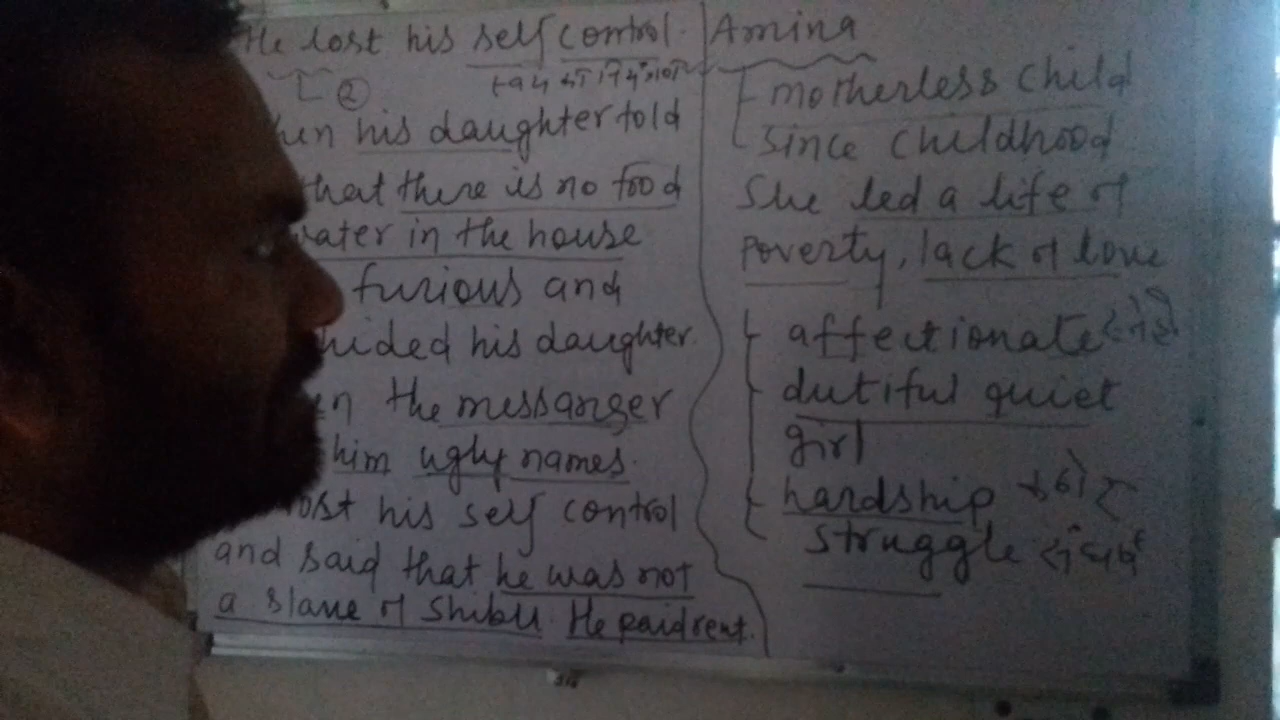 He lost his self control.
②
his daughter told
that there is no food
water in the house
furious and
his daughter.
the messanger
him ugly names.
lost his self control
and said that he was not
a slave of Shibu. He paid rent.
Amina
motherless child
since childhood
She led a life of
poverty, lack of love
affectionate स्नेही
dutiful quiet
girl
hardship कठोर
struggle संघर्ष